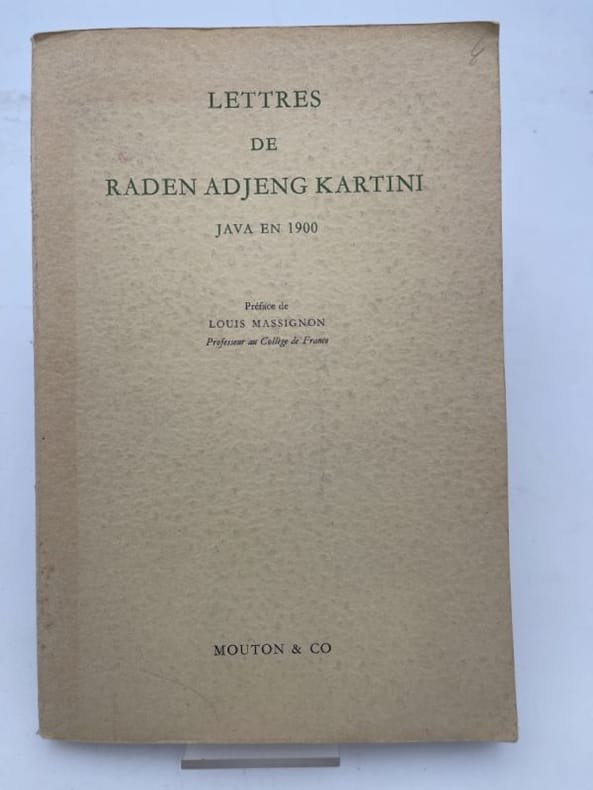 LETTRES
DE
RADEN ADJENG KARTINI
JAVA EN 1900
Préface de
LOUIS MASSIGNON
Professeur au Collège de France
MOUTON & CO